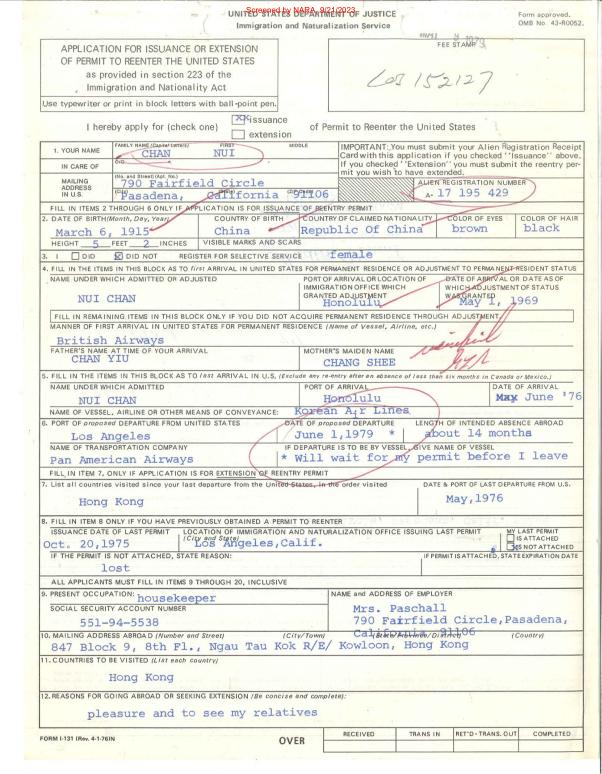 Screened by NARA, 9/21/2023
UNITED STATES DEPARTMENT OF JUSTICE
Immigration and Naturalization Service
Form approved.
OMB No. 43-R0052.
APPLICATION FOR ISSUANCE OR EXTENSION
OF PERMIT TO REENTER THE UNITED STATES
as provided in section 223 of the
Immigration and Nationality Act
Use typewriter or print in block letters with ball-point pen.
FEE STAMP
LOS 152127
I hereby apply for (check one) XX issuance
extension
of Permit to Reenter the United States
1. YOUR NAME
FAMILY NAME (Capital Letters) FIRST MIDDLE
CHAN NUI
IN CARE OF
C/O
IMPORTANT: You must submit your Alien Registration Receipt
Card with this application if you checked "Issuance" above.
If you checked "Extension" you must submit the reentry per-
mit you wish to have extended.
MAILING
ADDRESS
IN U.S.
(No. and Street) (Apt. No.)
790 Fairfield Circle
Pasadena, California 91106
ALIEN REGISTRATION NUMBER
A- 17 195 429
FILL IN ITEMS 2 THROUGH 6 ONLY IF APPLICATION IS FOR ISSUANCE OF REENTRY PERMIT
2. DATE OF BIRTH (Month, Day, Year) COUNTRY OF BIRTH COUNTRY OF CLAIMED NATIONALITY COLOR OF EYES COLOR OF HAIR
March 6, 1915 China Republic Of China brown black
HEIGHT 5 FEET 2 INCHES VISIBLE MARKS AND SCARS
3. I DID X DID NOT REGISTER FOR SELECTIVE SERVICE female
4. FILL IN THE ITEMS IN THIS BLOCK AS TO first ARRIVAL IN UNITED STATES FOR PERMANENT RESIDENCE OR ADJUSTMENT TO PERMANENT RESIDENT STATUS
NAME UNDER WHICH ADMITTED OR ADJUSTED
NUI CHAN
PORT OF ARRIVAL OR LOCATION OF
IMMIGRATION OFFICE WHICH
GRANTED ADJUSTMENT
Honolulu
DATE OF ARRIVAL OR DATE AS OF
WHICH ADJUSTMENT OF STATUS
WAS GRANTED
May 1, 1969
FILL IN REMAINING ITEMS IN THIS BLOCK ONLY IF YOU DID NOT ACQUIRE PERMANENT RESIDENCE THROUGH ADJUSTMENT.
MANNER OF FIRST ARRIVAL IN UNITED STATES FOR PERMANENT RESIDENCE (Name of Vessel, Airline, etc.)
British Airways
FATHER'S NAME AT TIME OF YOUR ARRIVAL MOTHER'S MAIDEN NAME
CHAN YIU CHANG SHEE
5. FILL IN THE ITEMS IN THIS BLOCK AS TO last ARRIVAL IN U.S. (Exclude any re-entry after an absence of less than six months in Canada or Mexico.)
NAME UNDER WHICH ADMITTED PORT OF ARRIVAL DATE OF ARRIVAL
NUI CHAN Honolulu June '76
NAME OF VESSEL, AIRLINE OR OTHER MEANS OF CONVEYANCE: Korean Air Lines
6. PORT OF proposed DEPARTURE FROM UNITED STATES DATE OF proposed DEPARTURE LENGTH OF INTENDED ABSENCE ABROAD
Los Angeles June 1,1979 * about 14 months
NAME OF TRANSPORTATION COMPANY IF DEPARTURE IS TO BE BY VESSEL, GIVE NAME OF VESSEL
Pan American Airways * Will wait for my permit before I leave
FILL IN ITEM 7, ONLY IF APPLICATION IS FOR EXTENSION OF REENTRY PERMIT
7. List all countries visited since your last departure from the United States, in the order visited DATE & PORT OF LAST DEPARTURE FROM U.S.
Hong Kong May,1976
8. FILL IN ITEM 8 ONLY IF YOU HAVE PREVIOUSLY OBTAINED A PERMIT TO REENTER
ISSUANCE DATE OF LAST PERMIT LOCATION OF IMMIGRATION AND NATURALIZATION OFFICE ISSUING LAST PERMIT MY LAST PERMIT
(City and State)
IS ATTACHED
Oct. 20,1975 Los Angeles,Calif. IS NOT ATTACHED
IF THE PERMIT IS NOT ATTACHED, STATE REASON: IF PERMIT IS ATTACHED, STATE EXPIRATION DATE
lost
ALL APPLICANTS MUST FILL IN ITEMS 9 THROUGH 20, INCLUSIVE
9. PRESENT OCCUPATION: housekeeper
SOCIAL SECURITY ACCOUNT NUMBER
551-94-5538
NAME and ADDRESS OF EMPLOYER
Mrs. Paschall
790 Fairfield Circle,Pasadena,
California 91106
10. MAILING ADDRESS ABROAD (Number and Street) (City/Town) (State/Province/District) (Country)
847 Block 9, 8th Fl., Ngau Tau Kok R/E/ Kowloon, Hong Kong
11. COUNTRIES TO BE VISITED (List each country)
Hong Kong
12. REASONS FOR GOING ABROAD OR SEEKING EXTENSION (Be concise and complete):
pleasure and to see my relatives
FORM I-131 (Rev. 4-1-76)N
OVER
RECEIVED TRANS IN RET'D-TRANS. OUT COMPLETED